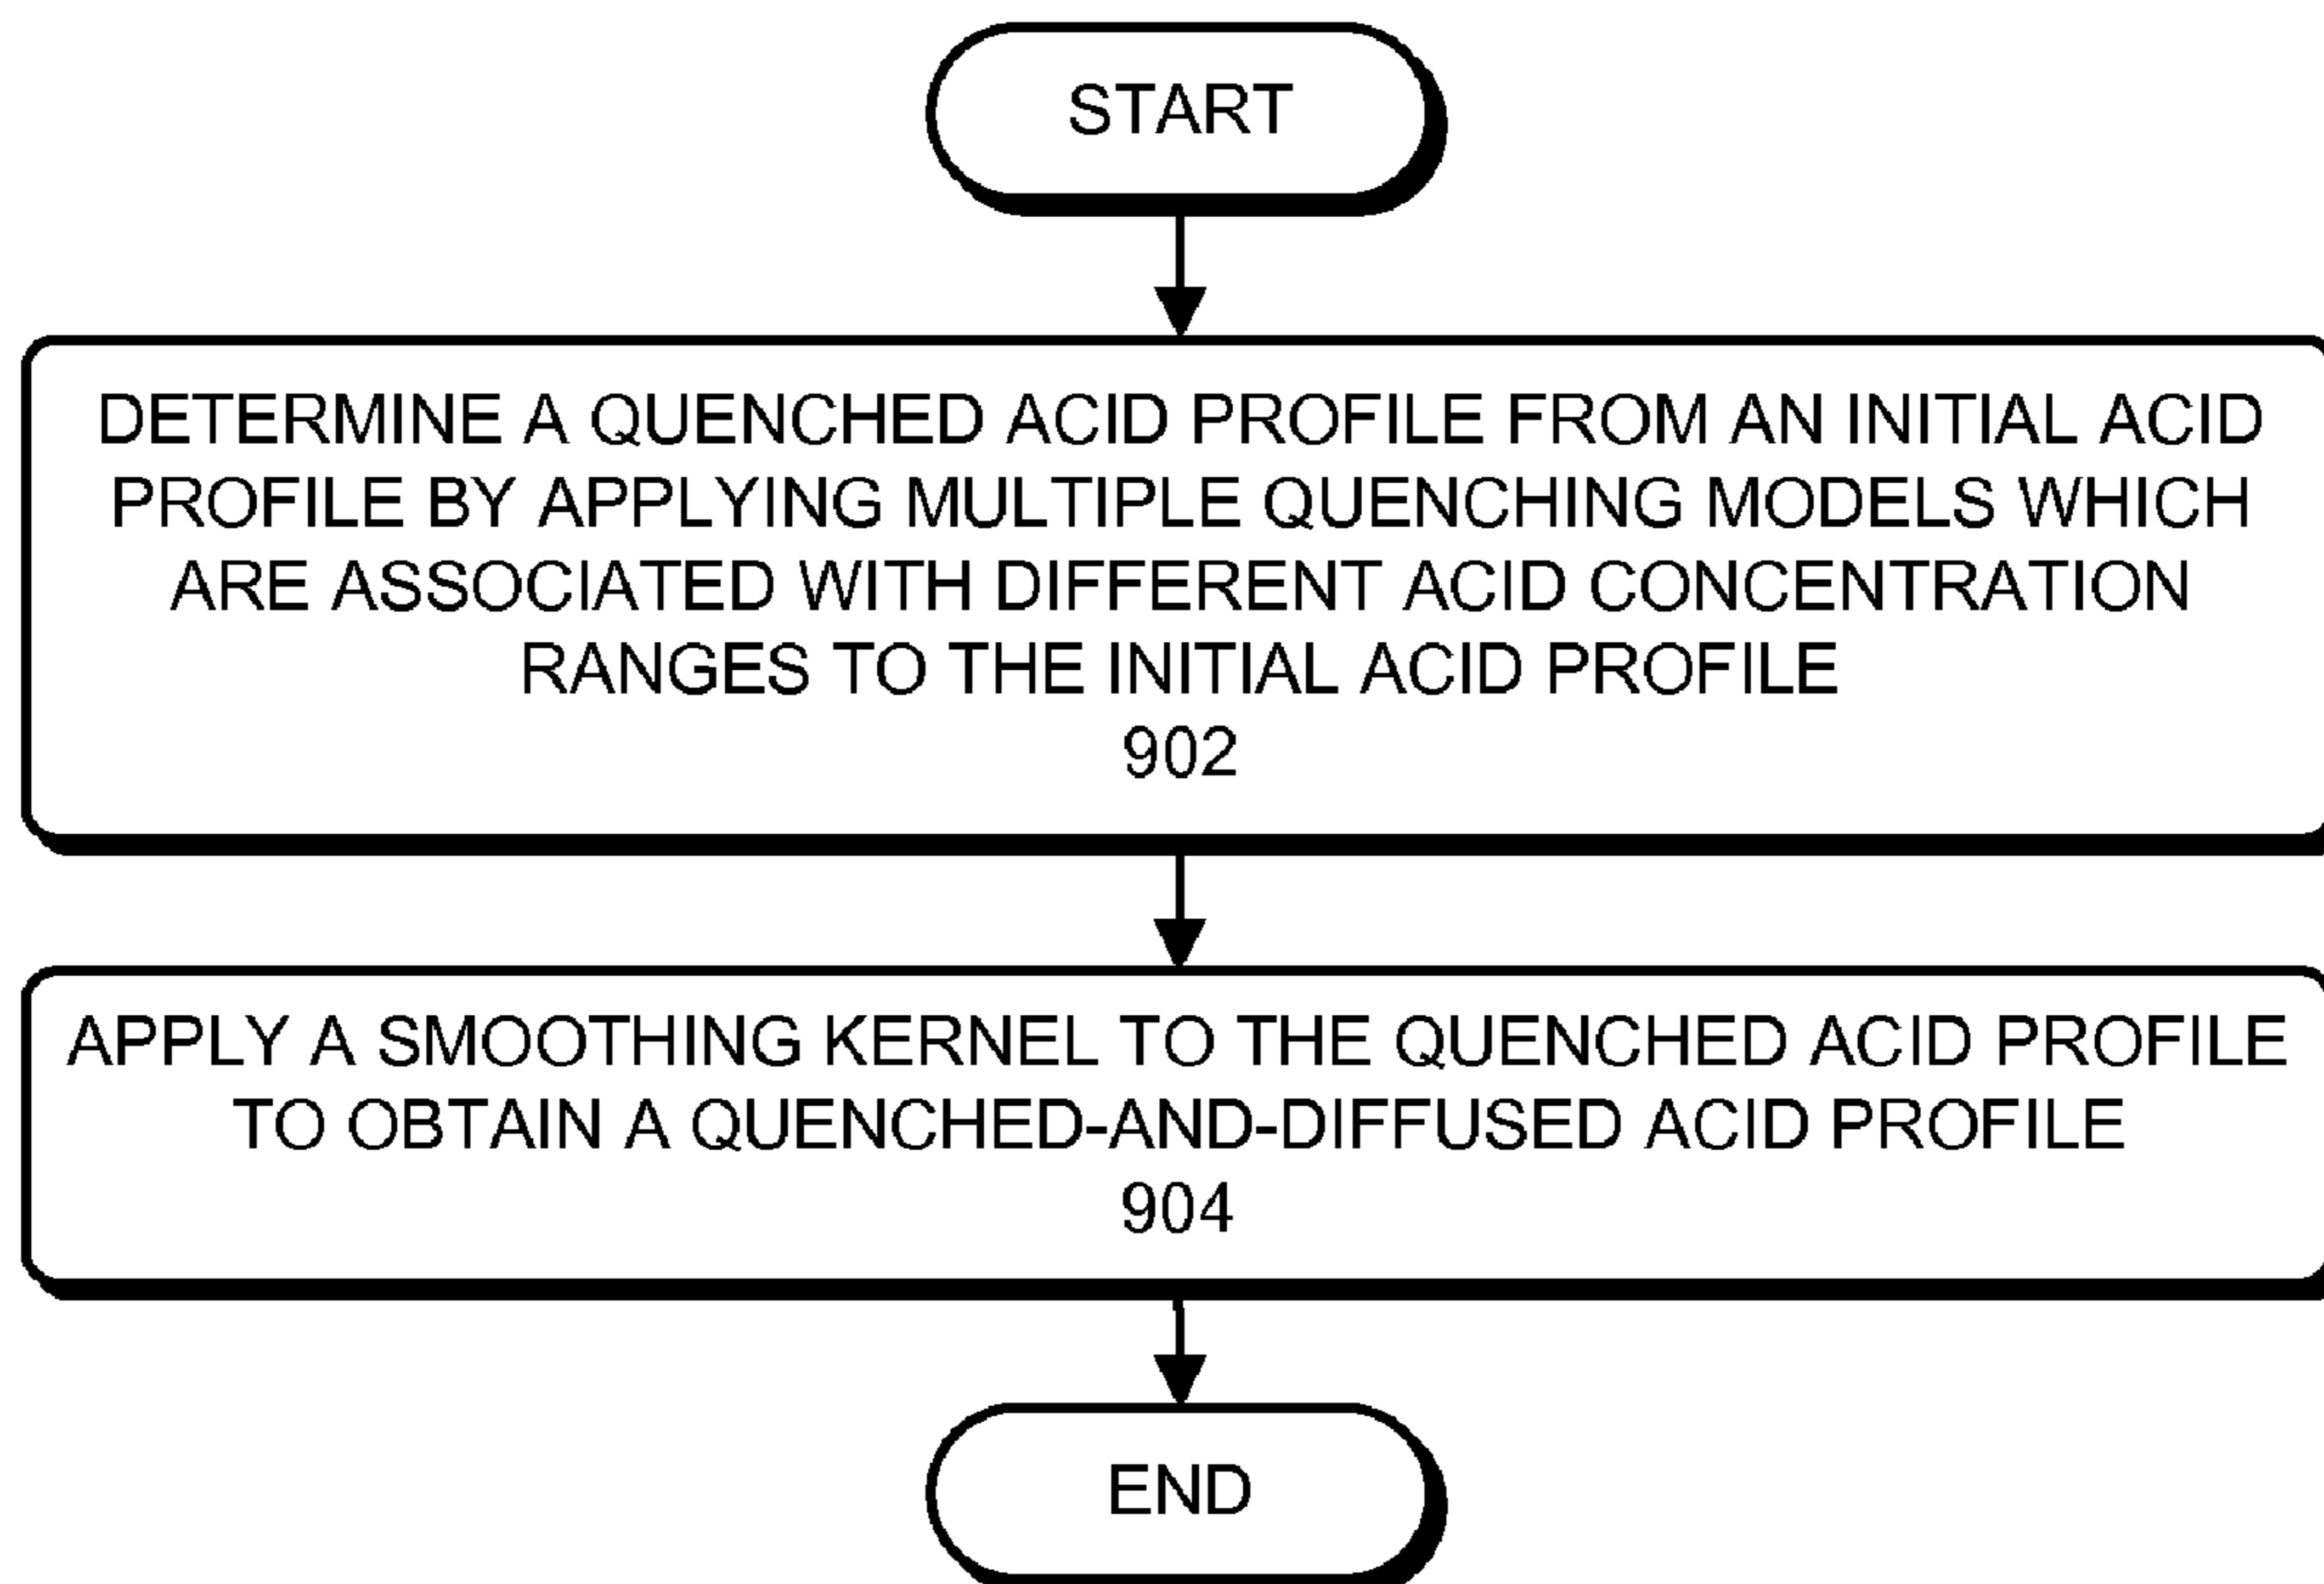 START
DETERMINE A QUENCHED ACID PROFILE FROM AN INITIAL ACID
PROFILE BY APPLYING MULTIPLE QUENCHING MODELS WHICH
ARE ASSOCIATED WITH DIFFERENT ACID CONCENTRATION
RANGES TO THE INITIAL ACID PROFILE
902
APPLY A SMOOTHING KERNEL TO THE QUENCHED ACID PROFILE
TO OBTAIN A QUENCHED-AND-DIFFUSED ACID PROFILE
904
END